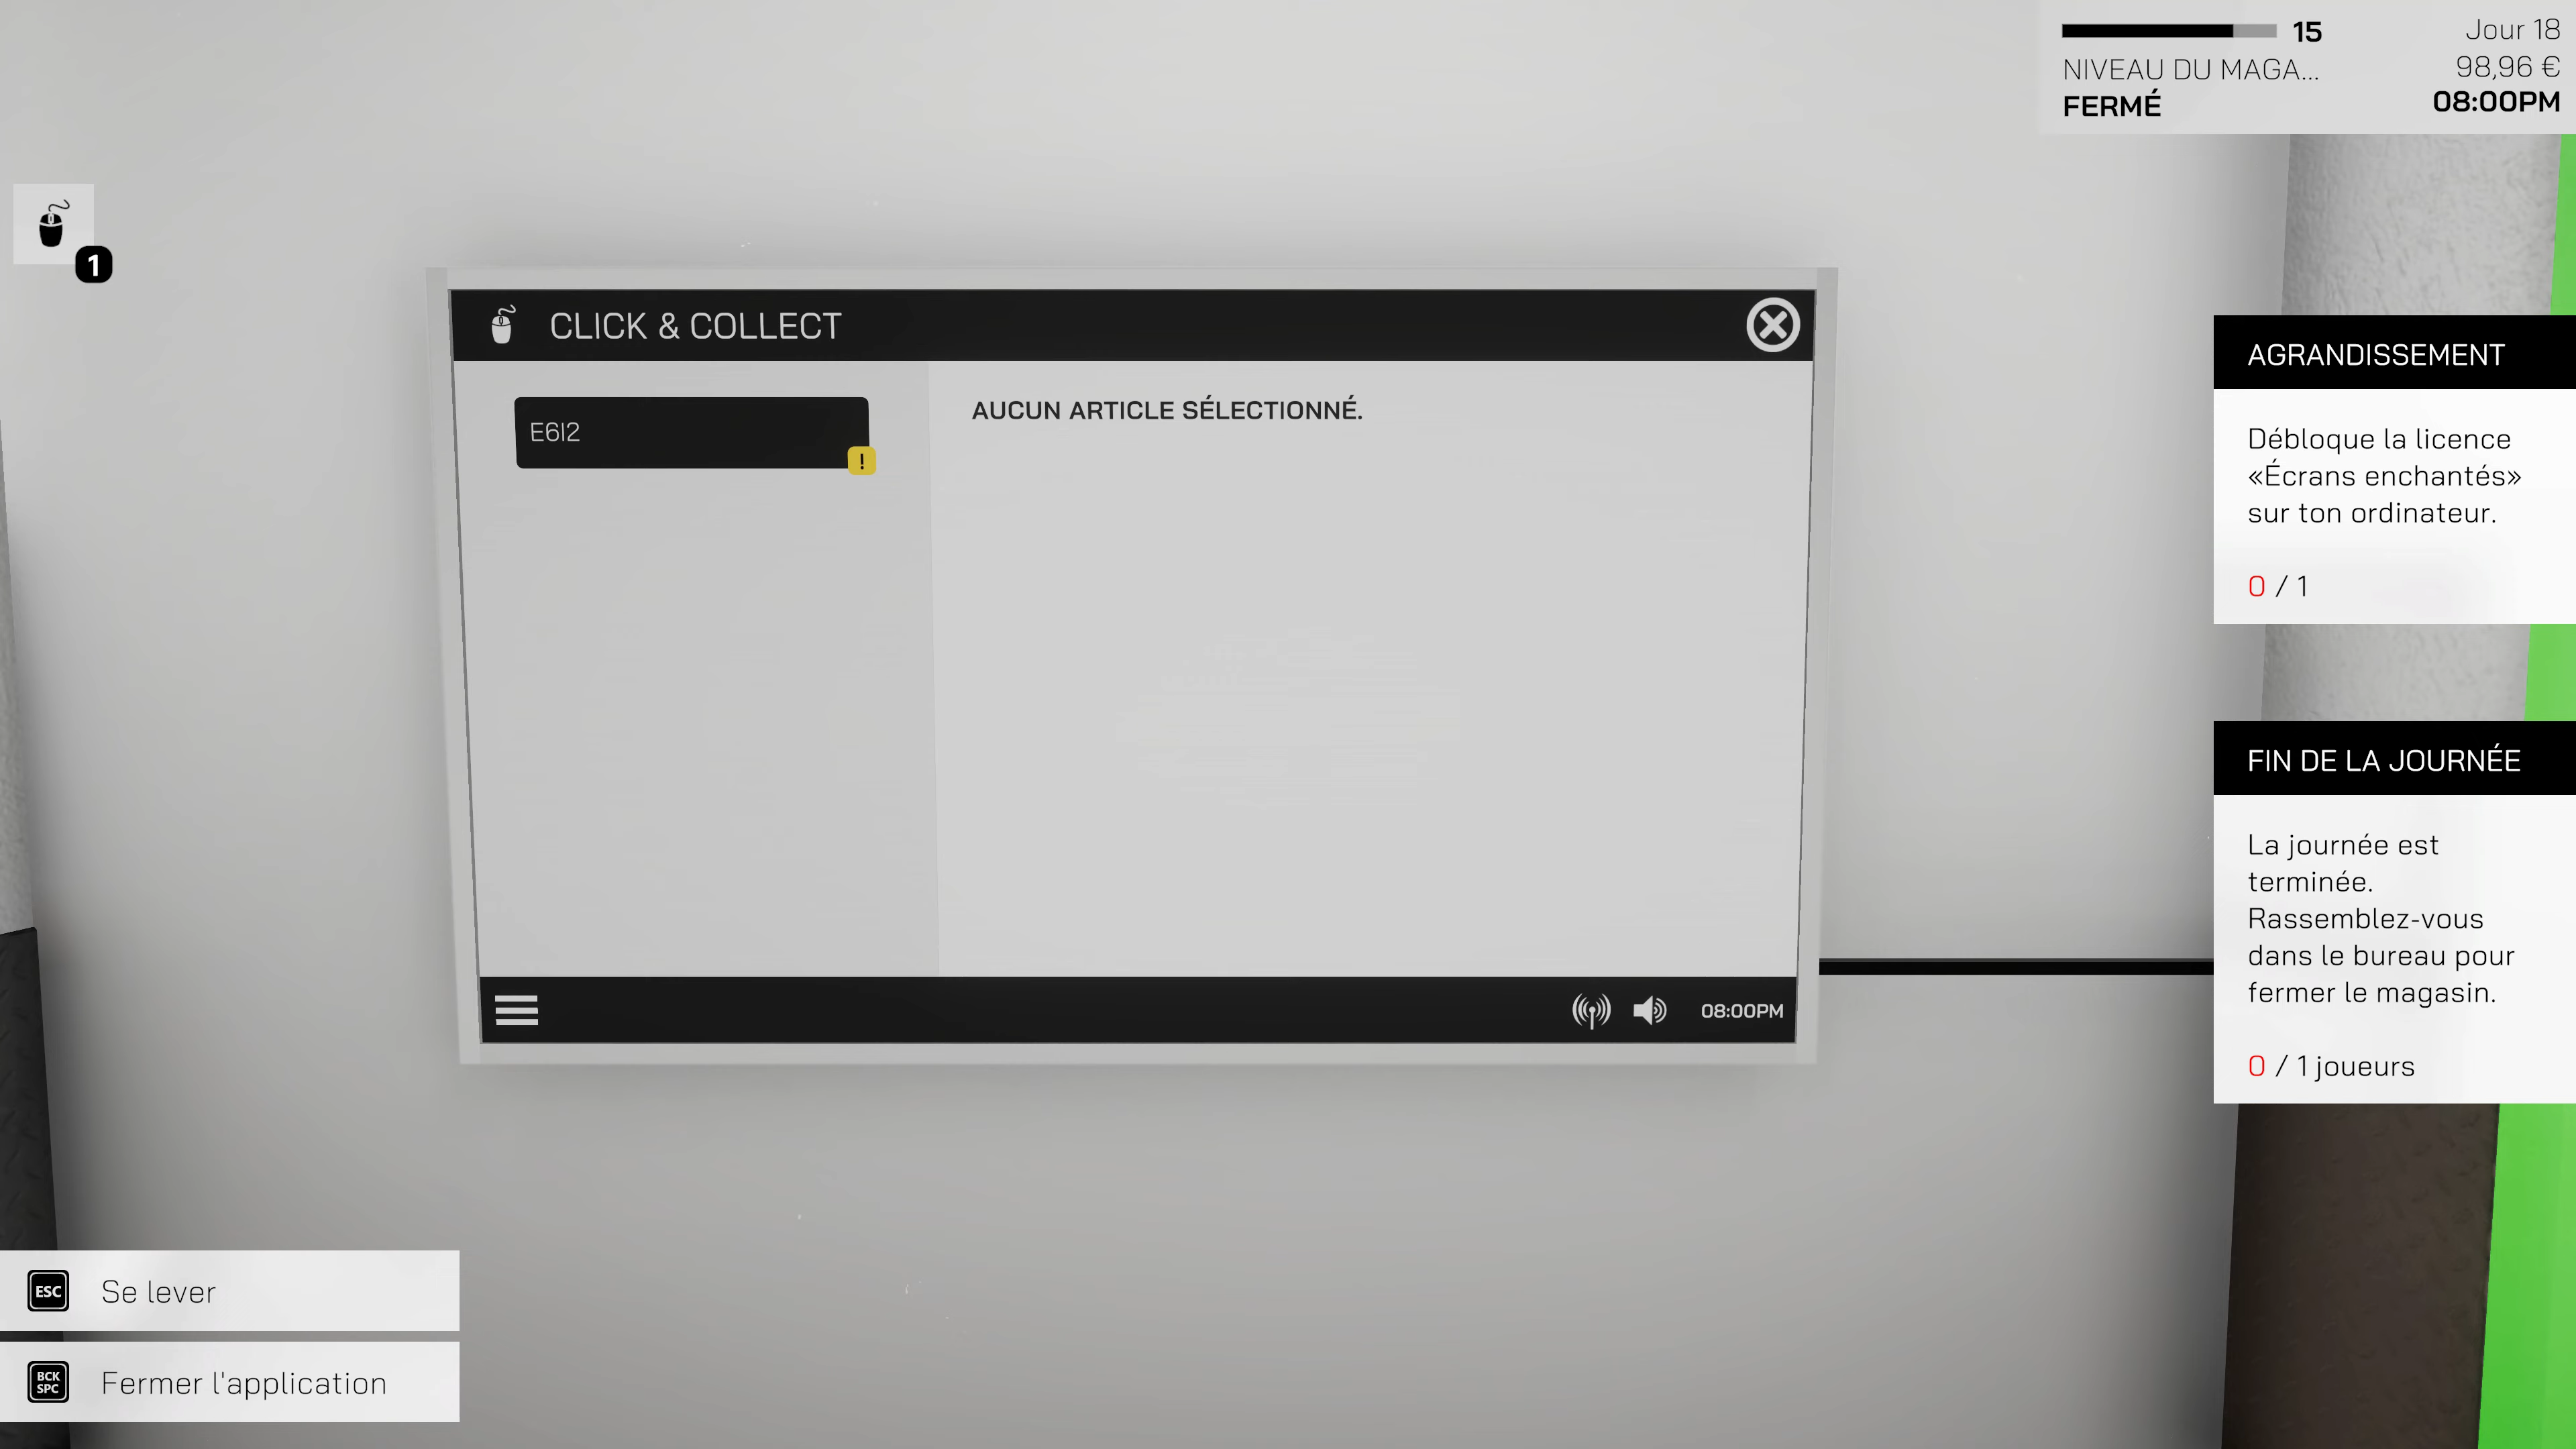 15
Jour 18
NIVEAU DU MAGA...
98,96 €
FERMÉ
08:00PM
1
CLICK & COLLECT
E6I2
!
AUCUN ARTICLE SÉLECTIONNÉ.
08:00PM
AGRANDISSEMENT
Débloque la licence
«Écrans enchantés»
sur ton ordinateur.
0 / 1
FIN DE LA JOURNÉE
La journée est
terminée.
Rassemblez-vous
dans le bureau pour
fermer le magasin.
0 / 1 joueurs
ESC Se lever
BCK SPC Fermer l'application